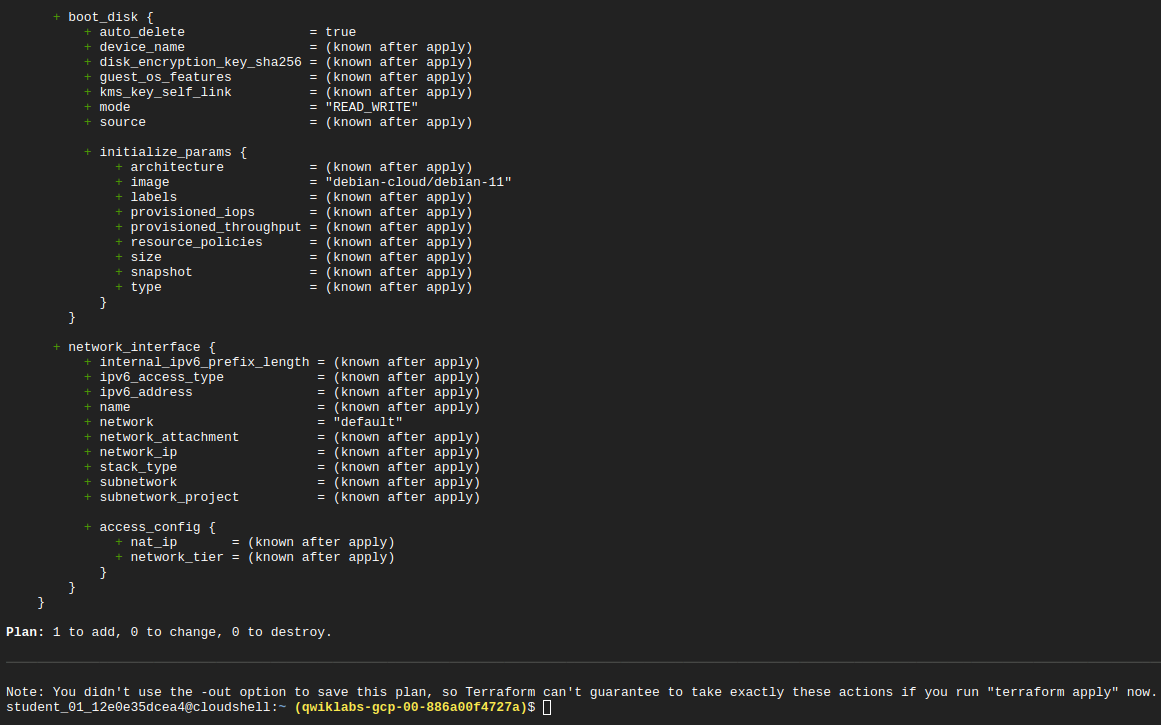 + boot_disk {
+ auto_delete = true
+ device_name = (known after apply)
+ disk_encryption_key_sha256 = (known after apply)
+ guest_os_features = (known after apply)
+ kms_key_self_link = (known after apply)
+ mode = "READ_WRITE"
+ source = (known after apply)
+ initialize_params {
+ architecture = (known after apply)
+ image = "debian-cloud/debian-11"
+ labels = (known after apply)
+ provisioned_iops = (known after apply)
+ provisioned_throughput = (known after apply)
+ resource_policies = (known after apply)
+ size = (known after apply)
+ snapshot = (known after apply)
+ type = (known after apply)
}
}
+ network_interface {
+ internal_ipv6_prefix_length = (known after apply)
+ ipv6_access_type = (known after apply)
+ ipv6_address = (known after apply)
+ name = (known after apply)
+ network = "default"
+ network_attachment = (known after apply)
+ network_ip = (known after apply)
+ stack_type = (known after apply)
+ subnetwork = (known after apply)
+ subnetwork_project = (known after apply)
+ access_config {
+ nat_ip = (known after apply)
+ network_tier = (known after apply)
}
}
}
Plan: 1 to add, 0 to change, 0 to destroy.
Note: You didn't use the -out option to save this plan, so Terraform can't guarantee to take exactly these actions if you run "terraform apply" now.
student_01_12e0e35dcea4@cloudshell:~ (qwiklabs-gcp-00-886a00f4727a)$